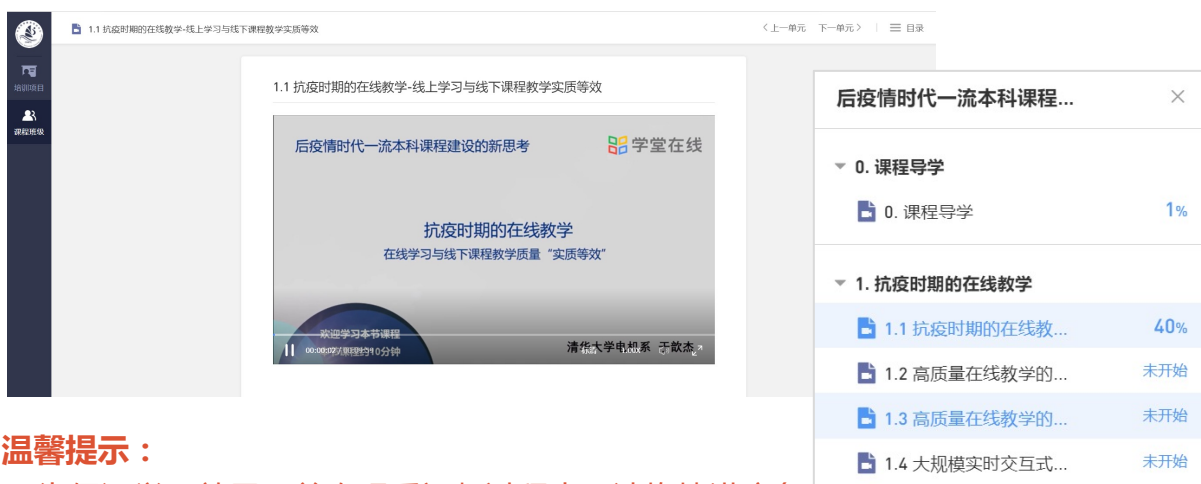 1.1 抗疫时期的在线教学-线上学习与线下课程教学实质等效
上一单元 下一单元 目录
培训项目
课程班级
1.1 抗疫时期的在线教学-线上学习与线下课程教学实质等效
后疫情时代一流本科课程建设的新思考
学堂在线
抗疫时期的在线教学
在线学习与线下课程教学质量“实质等效”
欢迎学习本节课程
00:00:02
10分钟
清华大学电机系 于歆杰
后疫情时代一流本科课程...
0. 课程导学
0. 课程导学 1%
1. 抗疫时期的在线教学
1.1 抗疫时期的在线教... 40%
1.2 高质量在线教学的... 未开始
1.3 高质量在线教学的... 未开始
1.4 大规模实时交互式... 未开始
温馨提示：